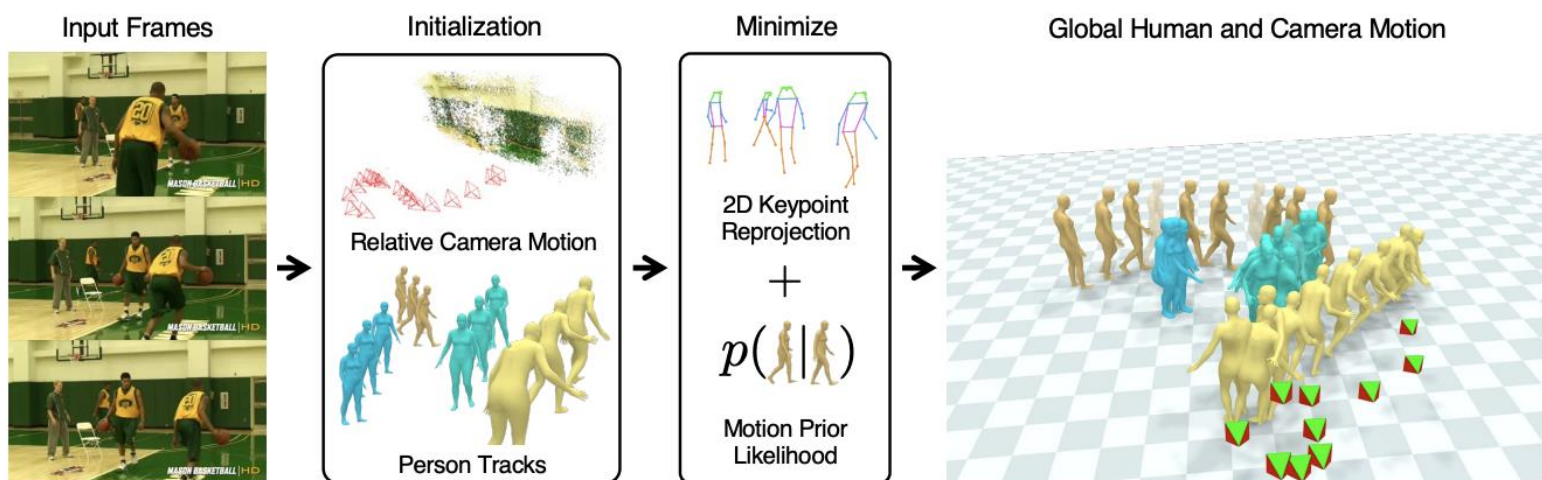 Input Frames
Initialization
Minimize
Global Human and Camera Motion
20
MASON BASKETBALL HD
MASON BASKETBALL HD
MASON BASKETBALL HD
Relative Camera Motion
Person Tracks
2D Keypoint
Reprojection
+
p( | )
Motion Prior
Likelihood